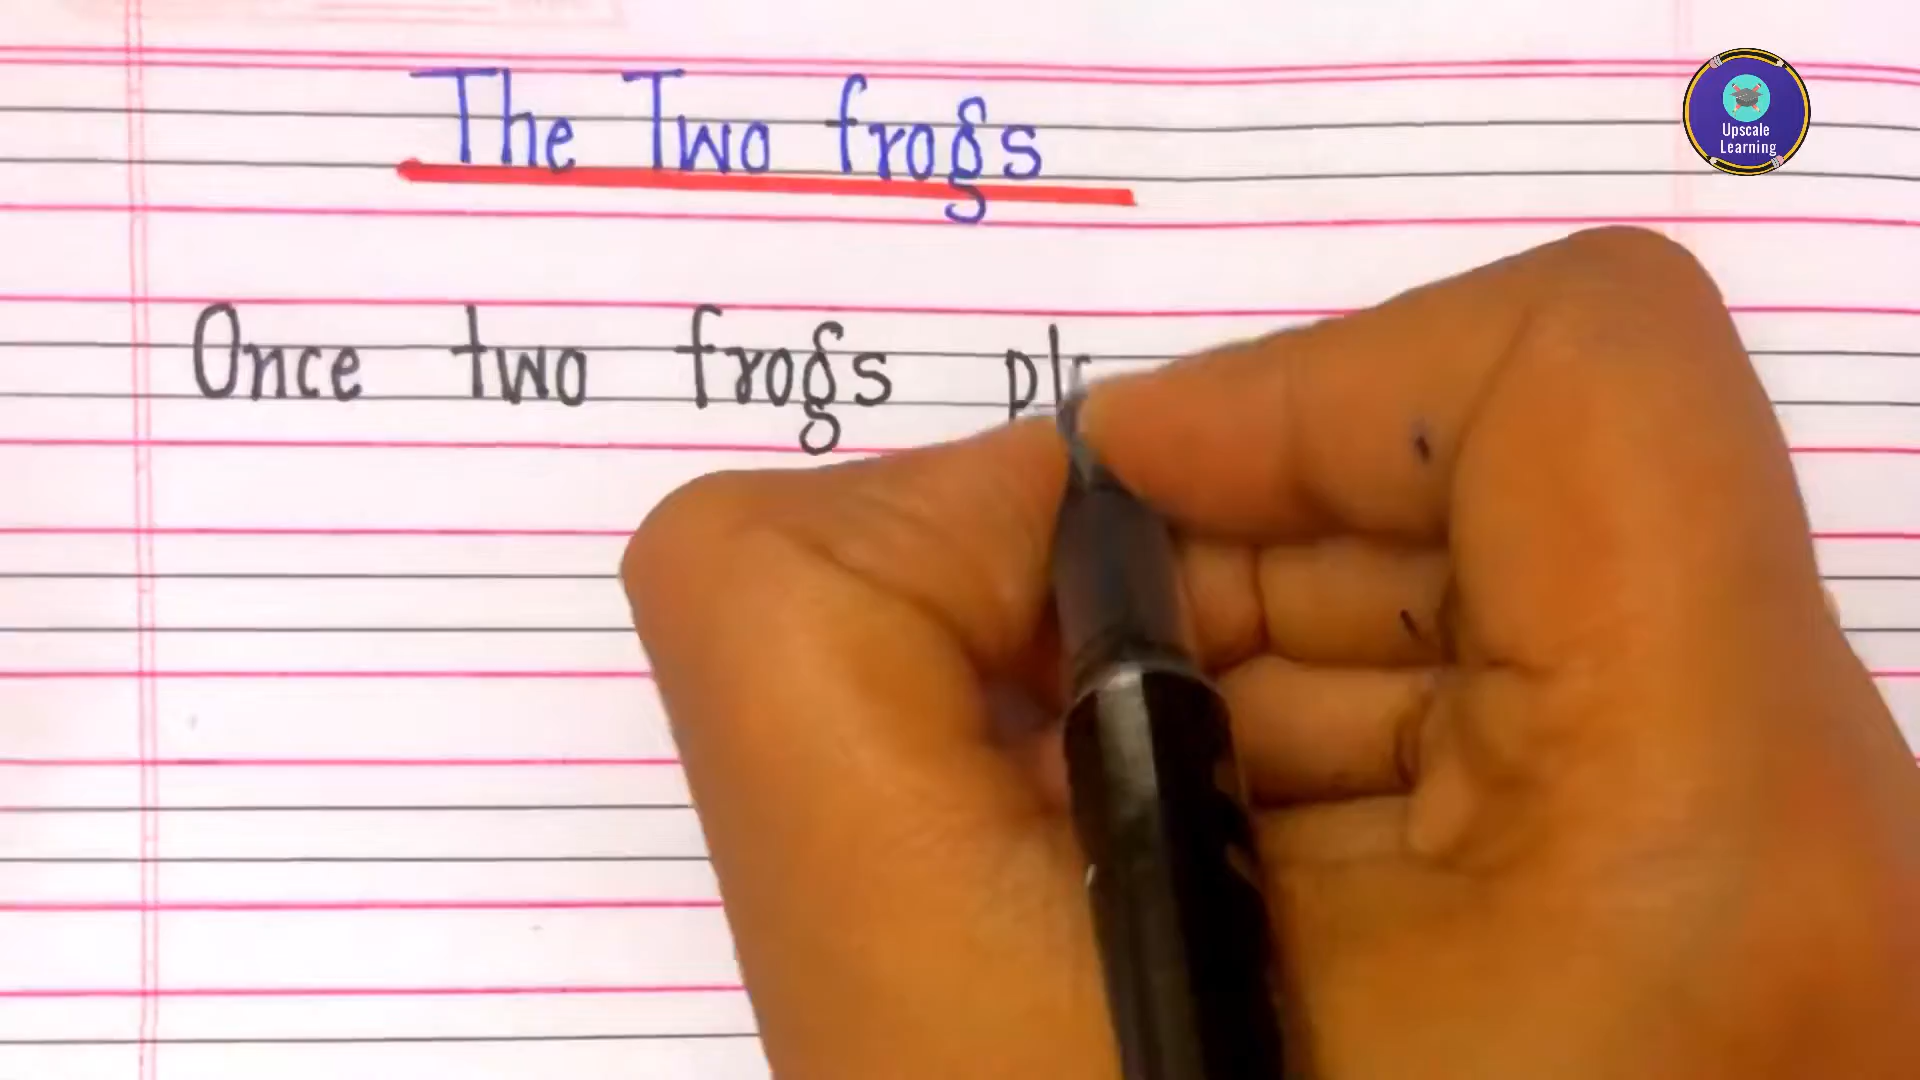 The Two frogs
Upscale
Learning
Once two frogs